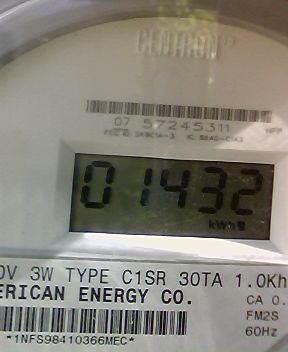 CENTRON
07 57245311
01432
kWh
0V 3W TYPE C1SR 30TA 1.0Kh
ERICAN ENERGY CO.
CA 0.
FM2S
60Hz
*1NFS98410366MEC*